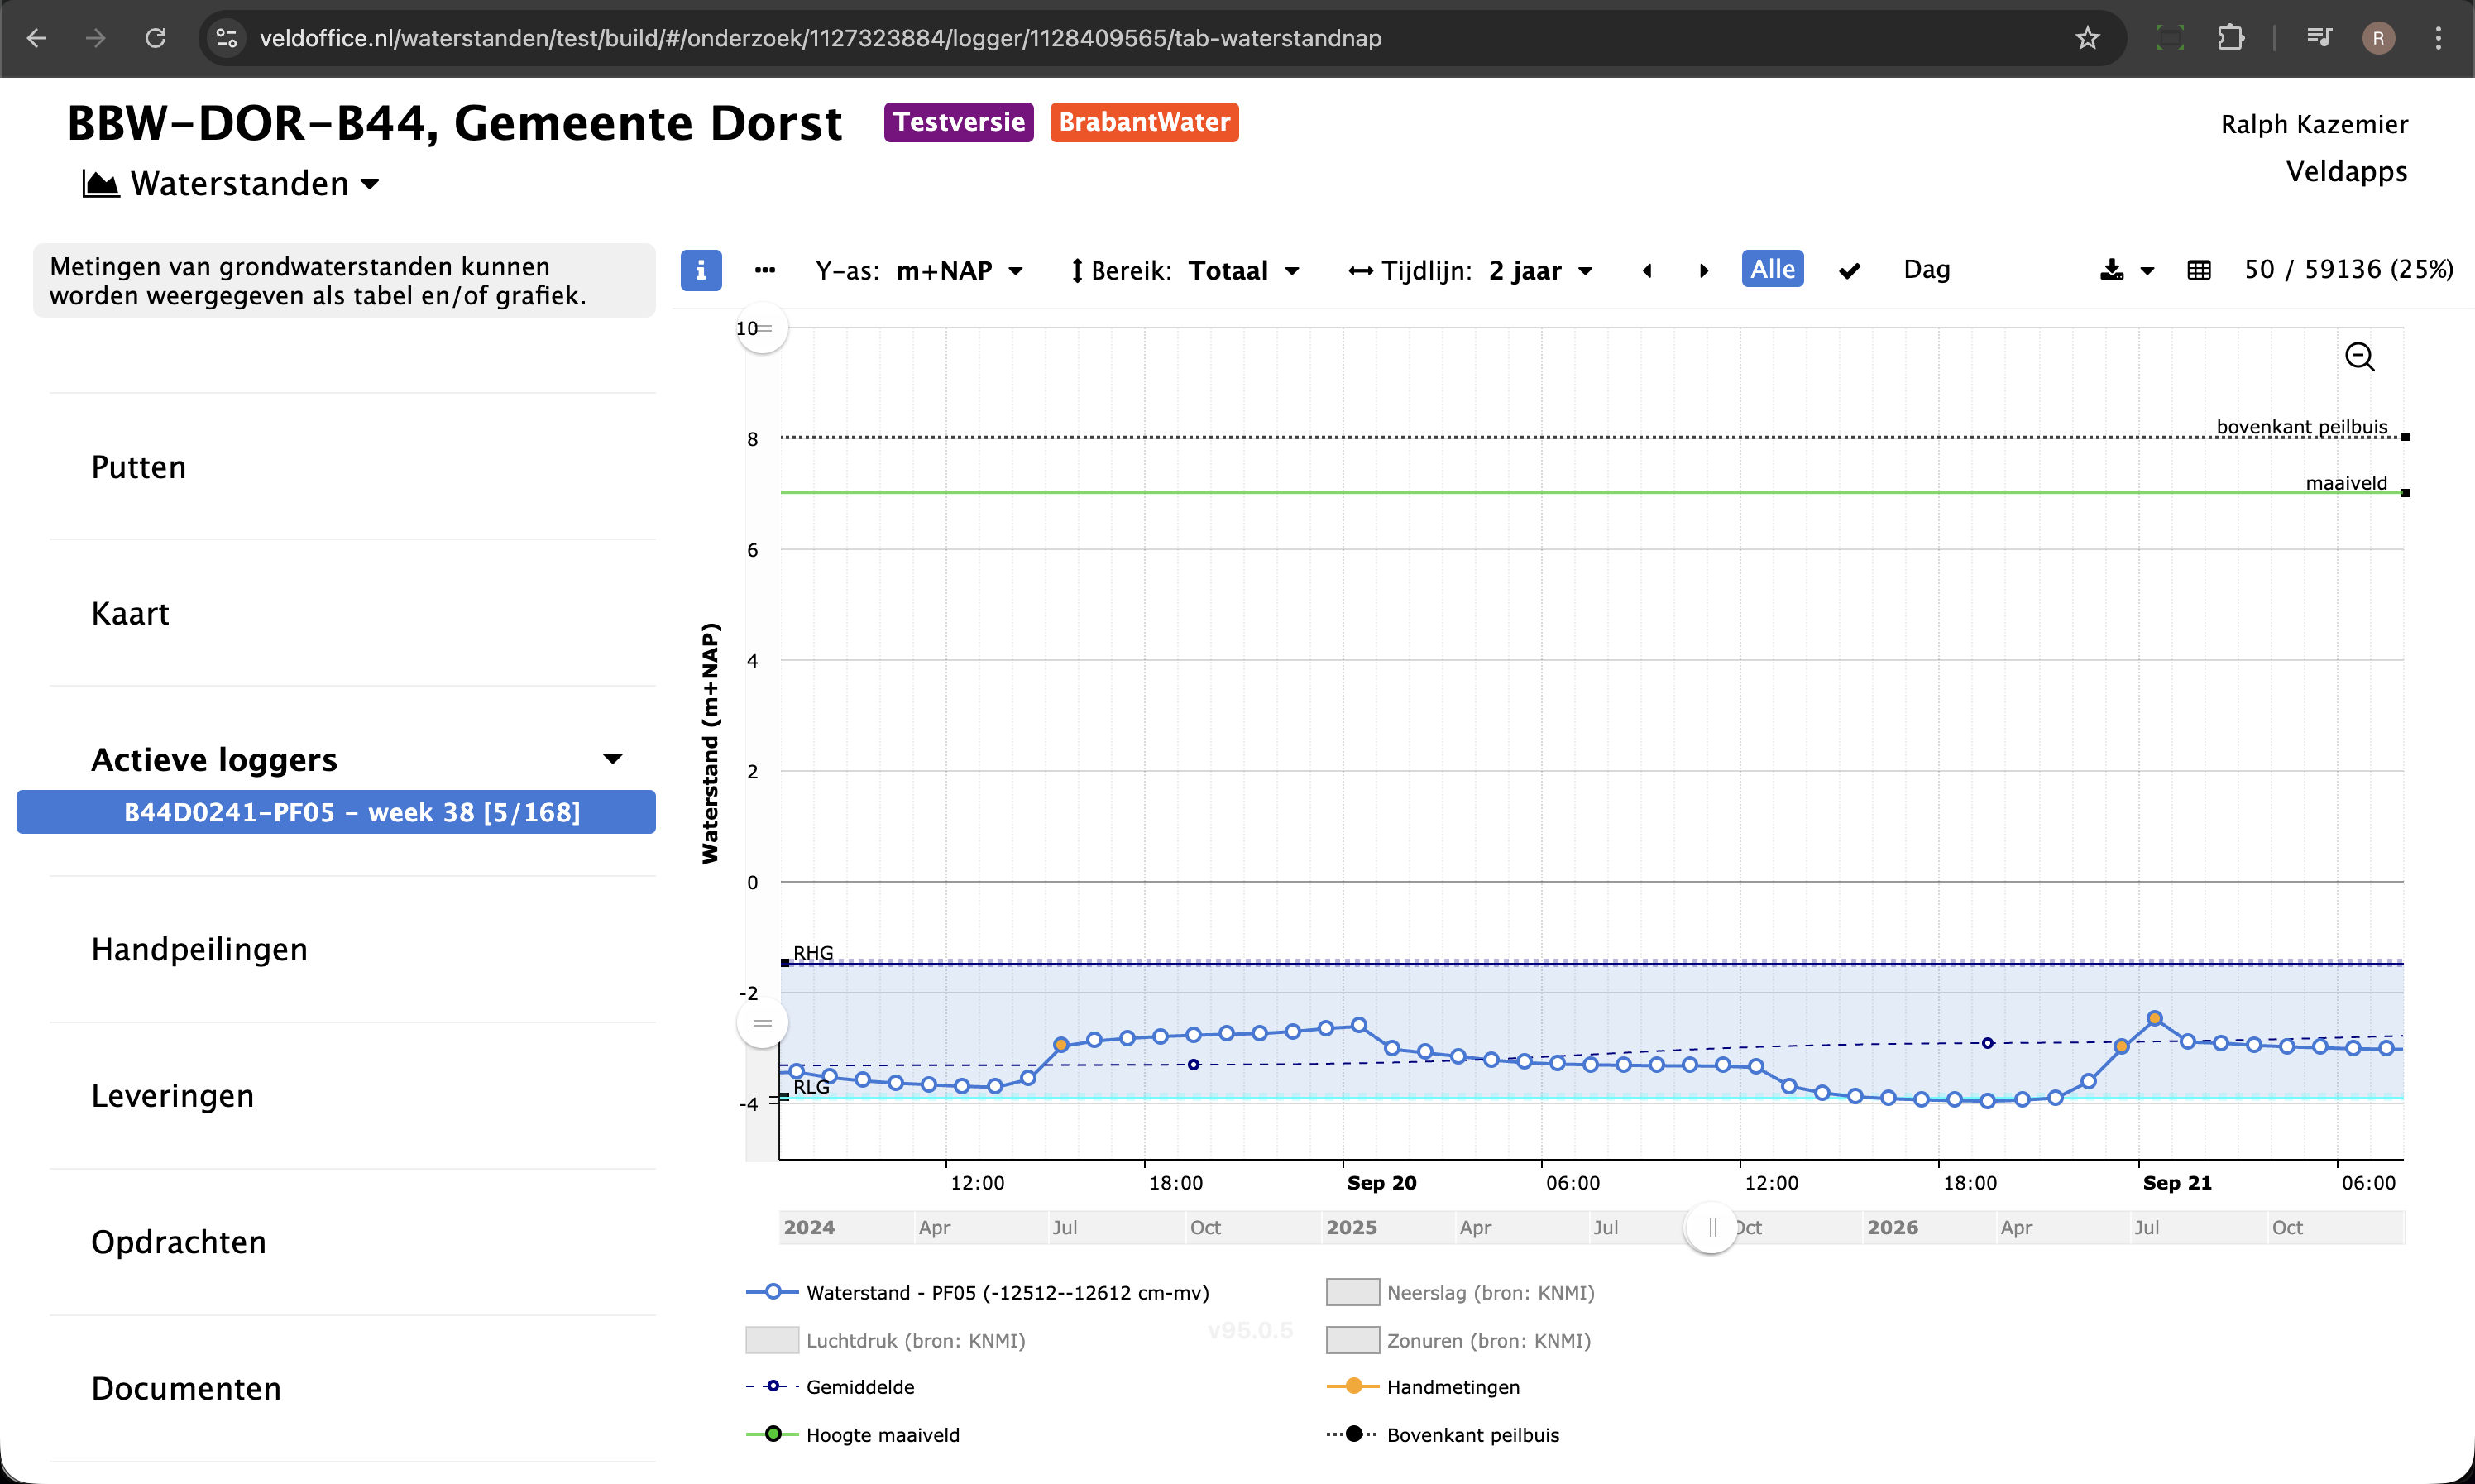 veldoffice.nl/waterstanden/test/build/#/onderzoek/1127323884/logger/1128409565/tab-waterstandnap
R
BBW-DOR-B44, Gemeente Dorst
Testversie
BrabantWater
Ralph Kazemier
Veldapps
Waterstanden
Metingen van grondwaterstanden kunnen
worden weergegeven als tabel en/of grafiek.
Putten
Kaart
Actieve loggers
B44D0241-PF05 - week 38 [5/168]
Handpeilingen
Leveringen
Opdrachten
Documenten
i
Y-as: m+NAP
Bereik: Totaal
Tijdlijn: 2 jaar
Alle
Dag
50 / 59136 (25%)
Waterstand (m+NAP)
10
8
6
4
2
0
-2
-4
bovenkant peilbuis
maaiveld
RHG
RLG
12:00 18:00 Sep 20 06:00 12:00 18:00 Sep 21 06:00
2024 Apr Jul Oct 2025 Apr Jul Oct 2026 Apr Jul Oct
Waterstand - PF05 (-12512--12612 cm-mv)
Neerslag (bron: KNMI)
Luchtdruk (bron: KNMI)
v95.0.5
Zonuren (bron: KNMI)
Gemiddelde
Handmetingen
Hoogte maaiveld
Bovenkant peilbuis